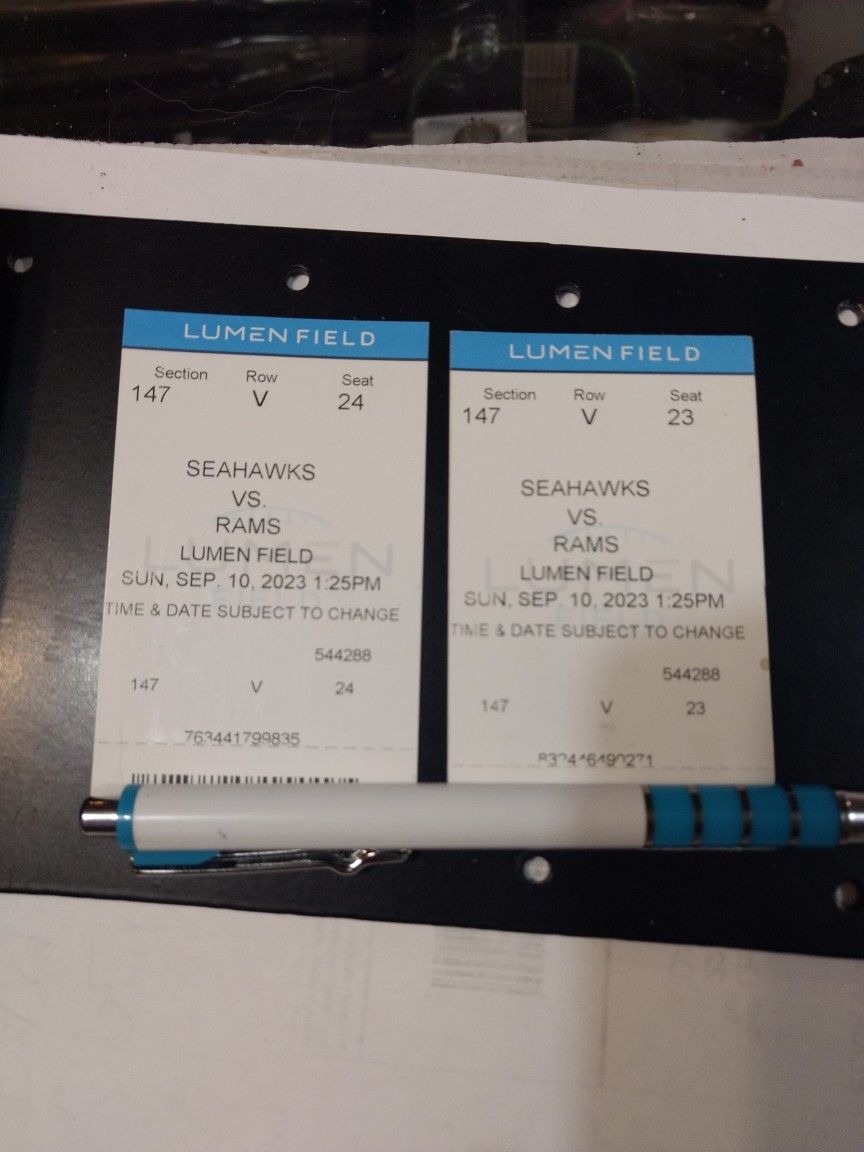 LUMEN FIELD
Section Row Seat
147 V 24
SEAHAWKS
VS.
RAMS
LUMEN FIELD
SUN, SEP. 10, 2023 1:25PM
TIME & DATE SUBJECT TO CHANGE
544288
147 V 24
763441799835
LUMEN FIELD
Section Row Seat
147 V 23
SEAHAWKS
VS.
RAMS
LUMEN FIELD
SUN, SEP. 10, 2023 1:25PM
TIME & DATE SUBJECT TO CHANGE
544288
147 V 23